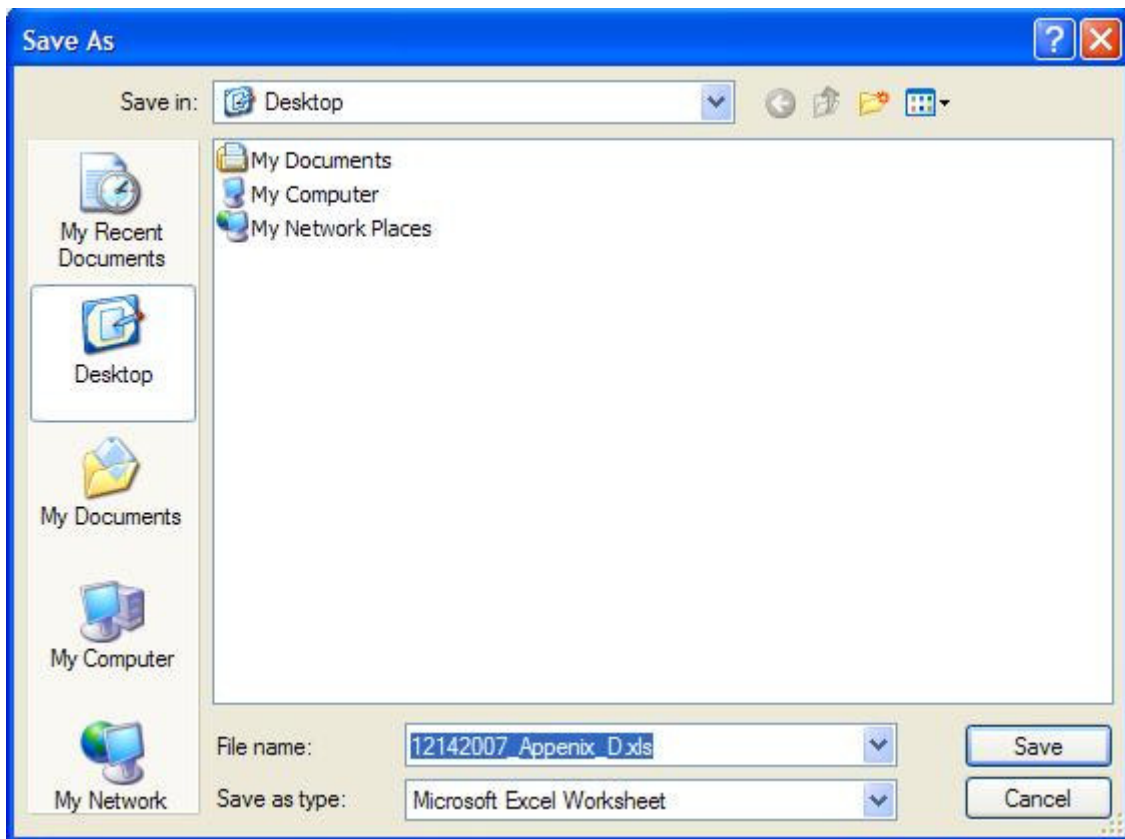 Save As
Save in: Desktop
My Recent
Documents
Desktop
My Documents
My Computer
My Network
My Documents
My Computer
My Network Places
File name: 12142007_Appenix_D.xls Save
Save as type: Microsoft Excel Worksheet Cancel